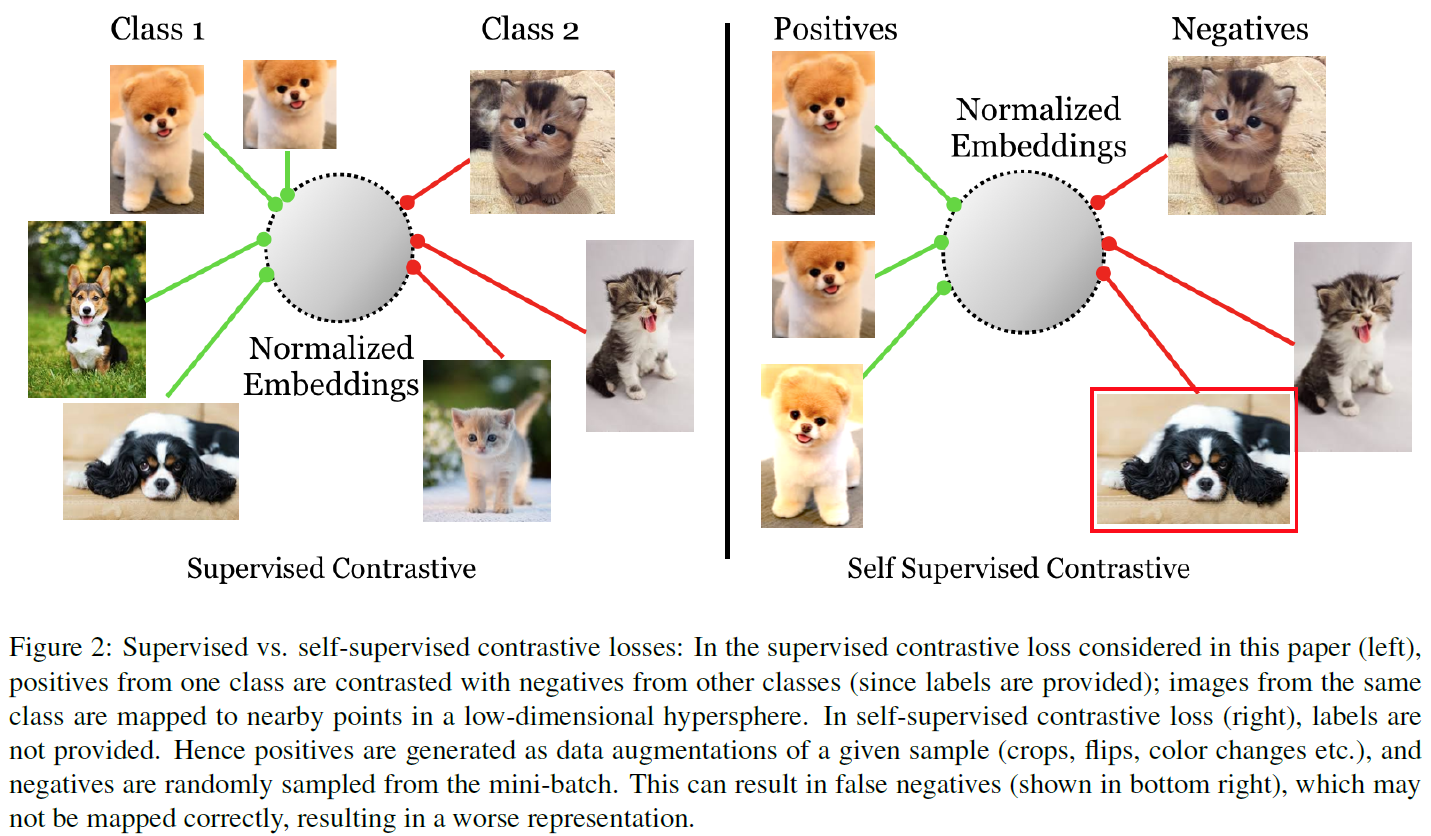 Class 1
Class 2
Normalized
Embeddings
Supervised Contrastive
Positives
Negatives
Normalized
Embeddings
Self Supervised Contrastive
Figure 2: Supervised vs. self-supervised contrastive losses: In the supervised contrastive loss considered in this paper (left),
positives from one class are contrasted with negatives from other classes (since labels are provided); images from the same
class are mapped to nearby points in a low-dimensional hypersphere. In self-supervised contrastive loss (right), labels are
not provided. Hence positives are generated as data augmentations of a given sample (crops, flips, color changes etc.), and
negatives are randomly sampled from the mini-batch. This can result in false negatives (shown in bottom right), which may
not be mapped correctly, resulting in a worse representation.